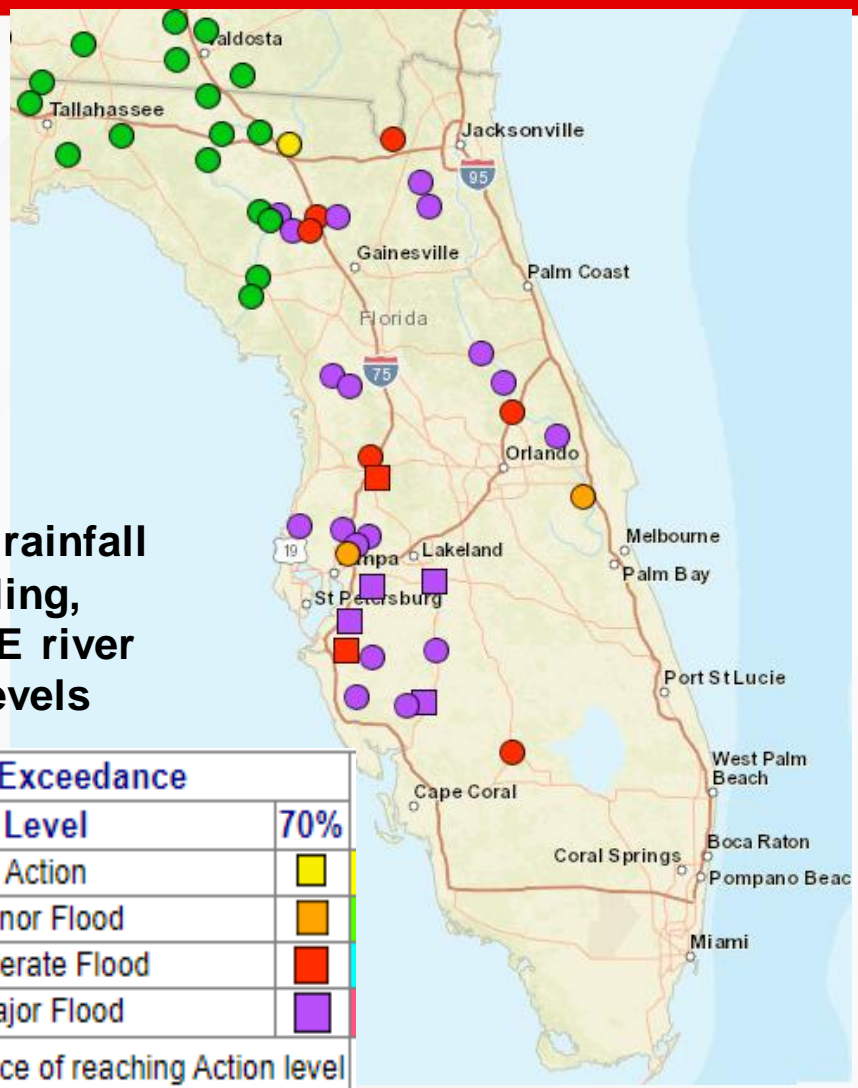 Valdosta
Tallahassee
Jacksonville
95
Gainesville
Palm Coast
Florida
75
Orlando
rainfall
19
Lakeland
Melbourne
Palm Bay
St Petersburg
E river
evels
Port St Lucie
Exceedance
Level 70%
Action
nor Flood
erate Flood
ajor Flood
ce of reaching Action level
West Palm
Beach
Cape Coral
Boca Raton
Coral Springs
Pompano Beac
Miami